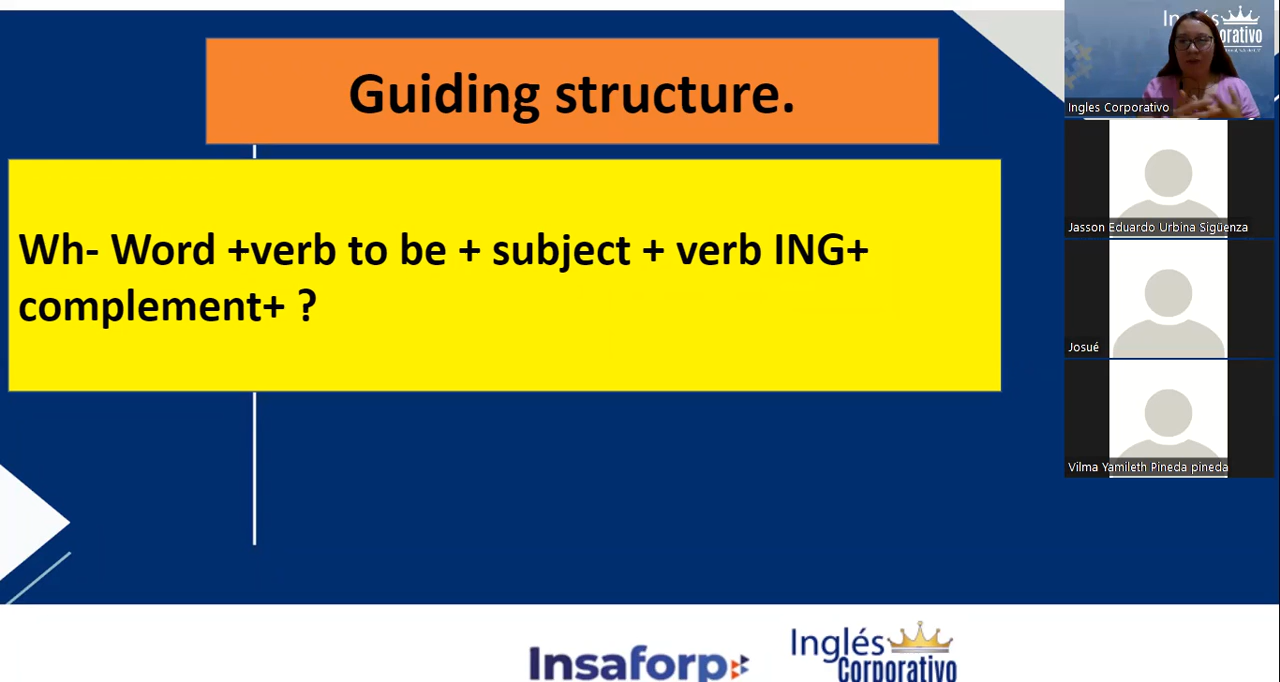 Guiding structure.
Wh- Word +verb to be + subject + verb ING+
complement+ ?
Ingles Corporativo
Jasson Eduardo Urbina Sigüenza
Josué
Vilma Yamileth Pineda pineda
Insaforp
Inglés
Corporativo